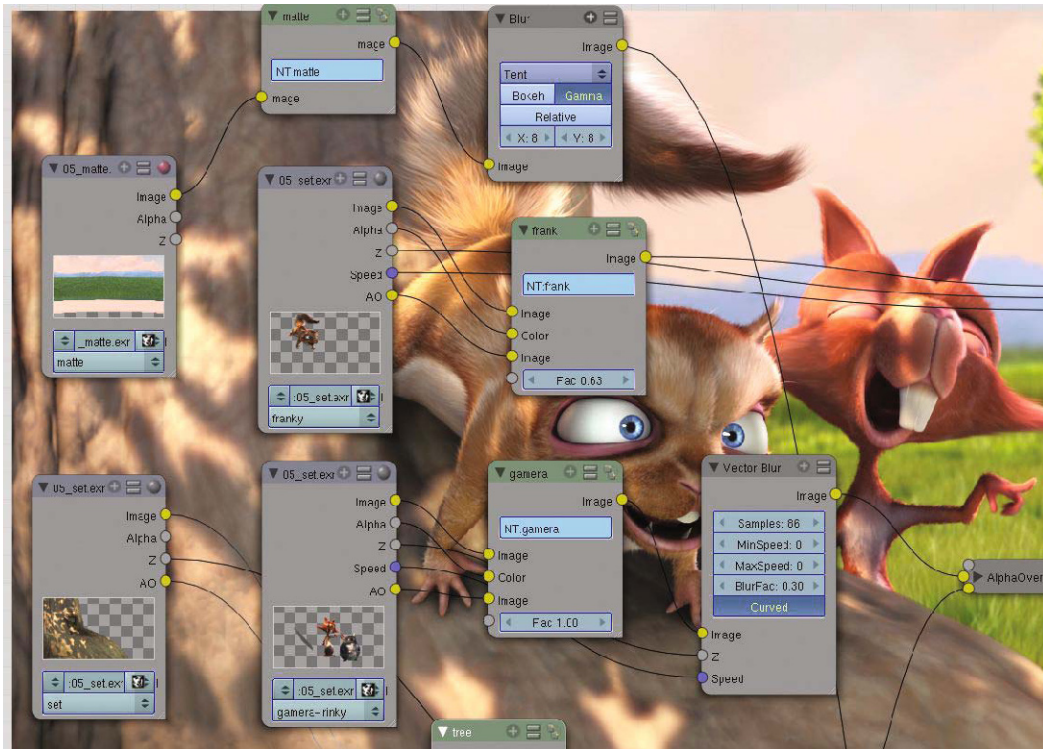 matte
mage
NT matte
mage
Blur
Image
Tent
Bokeh Gamma
Relative
X: 8 Y: 8
Image
05_matte.
Image
Alpha
Z
_matte.exr
matte
05_set.exr
Image
Alpha
Z
Speed
AO
:05_set.exr
franky
frank
Image
NT:frank
Image
Color
Image
Fac 0.63
05_set.exr
Image
Alpha
Z
AO
:05_set.exr
set
05_set.exr
Image
Alpha
Z
Speed
AO
:05_set.exr
gamera-rinky
gamera
Image
NT.gamera
Image
Color
Image
Fac 1.00
Vector Blur
Image
Samples: 86
MinSpeed: 0
MaxSpeed: 0
BlurFac: 0.30
Curved
Image
Z
Speed
AlphaOver
tree